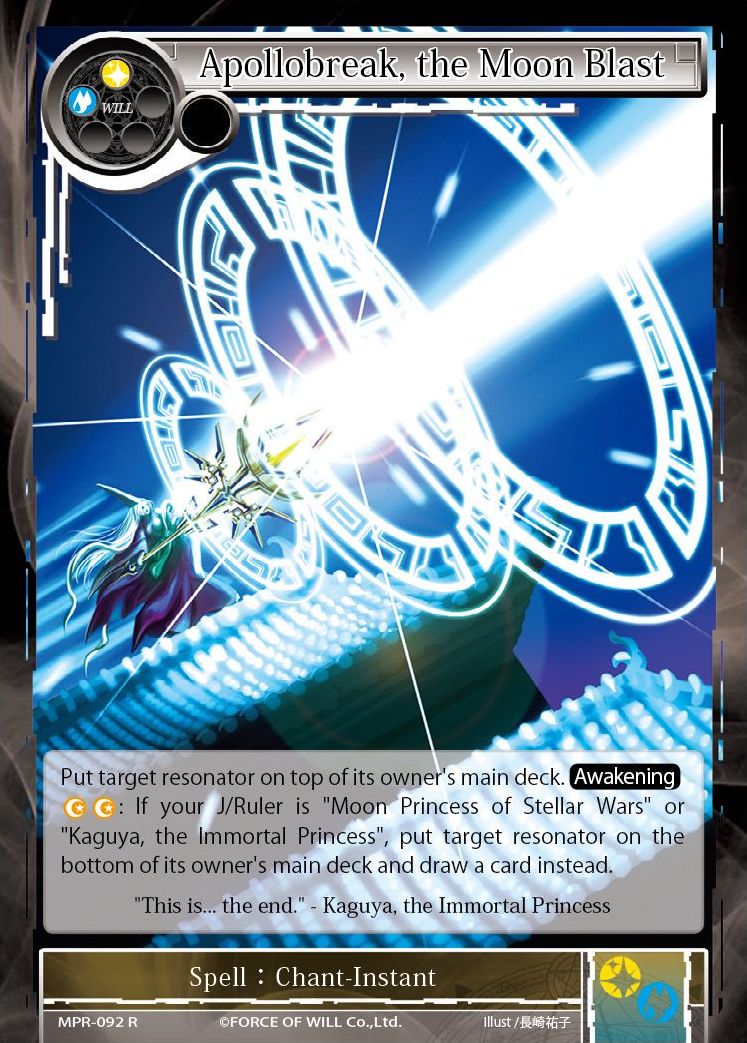 Apollobreak, the Moon Blast
WILL
Put target resonator on top of its owner's main deck. Awakening
: If your J/Ruler is "Moon Princess of Stellar Wars" or
"Kaguya, the Immortal Princess", put target resonator on the
bottom of its owner's main deck and draw a card instead.
"This is... the end." - Kaguya, the Immortal Princess
Spell : Chant-Instant
MPR-092 R ©FORCE OF WILL Co.,Ltd. Illust /長崎祐子